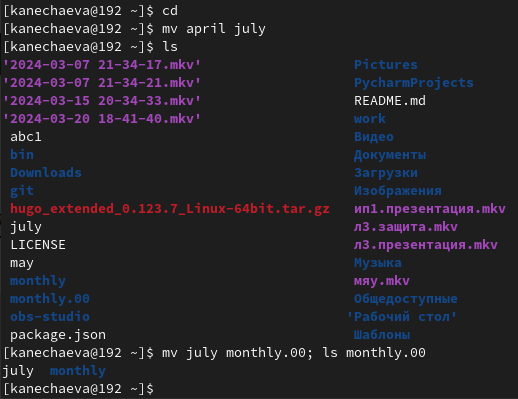 [kanechaeva@192 ~]$ cd
[kanechaeva@192 ~]$ mv april july
[kanechaeva@192 ~]$ ls
'2024-03-07 21-34-17.mkv' Pictures
'2024-03-07 21-34-21.mkv' PycharmProjects
'2024-03-15 20-34-33.mkv' README.md
'2024-03-20 18-41-40.mkv' work
abc1 Видео
bin Документы
Downloads Загрузки
git Изображения
hugo_extended_0.123.7_Linux-64bit.tar.gz ип1.презентация.mkv
july л3.защита.mkv
LICENSE л3.презентация.mkv
may Музыка
monthly мяу.mkv
monthly.00 Общедоступные
obs-studio 'Рабочий стол'
package.json Шаблоны
[kanechaeva@192 ~]$ mv july monthly.00; ls monthly.00
july monthly
[kanechaeva@192 ~]$